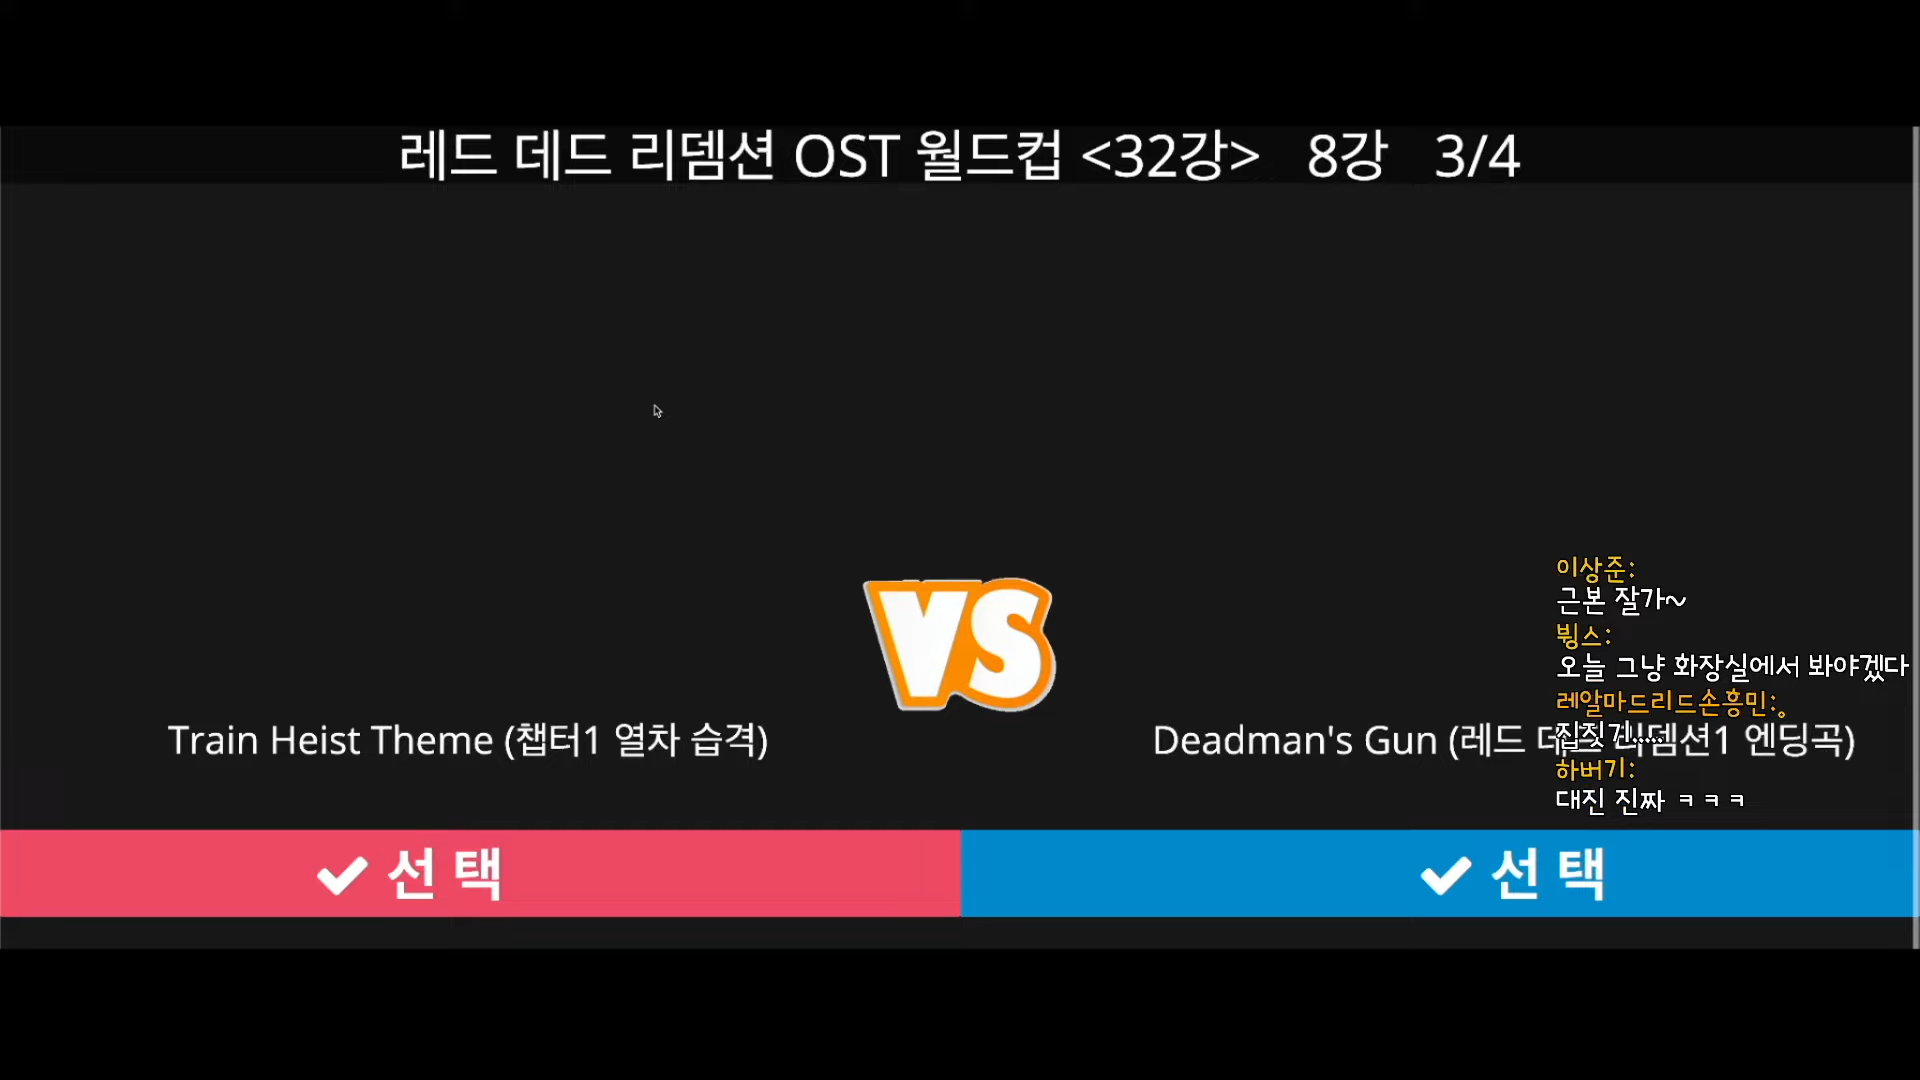 레드 데드 리뎀션 OST 월드컵 <32강> 8강 3/4
VS
Train Heist Theme (챕터1 열차 습격)
Deadman's Gun (레드 데드 리뎀션1 엔딩곡)
✔ 선 택
✔ 선 택
이상준:
근본 잘가~
뷍스:
오늘 그냥 화장실에서 봐야겠다
레알마드리드손흥민:。
집짓기.....
하버기:
대진 진짜 ㅋㅋㅋ